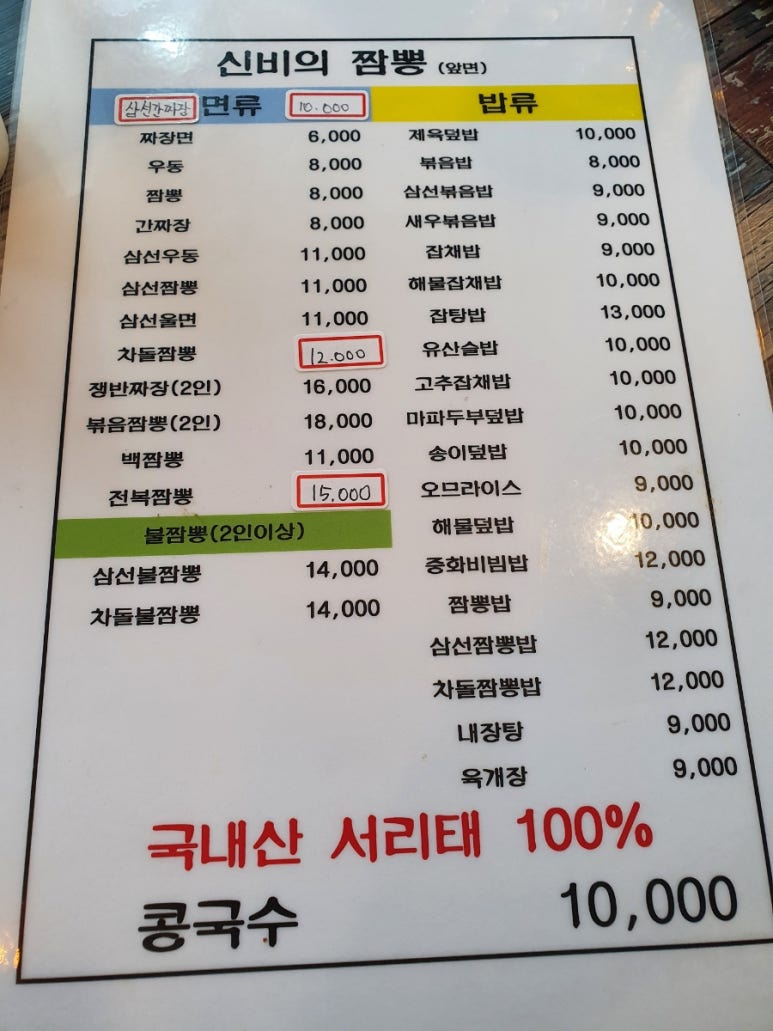 신비의 짬뽕 (앞면)
삼선간짜장 면류 10.000
짜장면 6,000
우동 8,000
짬뽕 8,000
간짜장 8,000
삼선우동 11,000
삼선짬뽕 11,000
삼선울면 11,000
차돌짬뽕 12.000
쟁반짜장(2인) 16,000
볶음짬뽕(2인) 18,000
백짬뽕 11,000
전복짬뽕 15.000
불짬뽕(2인이상)
삼선불짬뽕 14,000
차돌불짬뽕 14,000
밥류
제육덮밥 10,000
볶음밥 8,000
삼선볶음밥 9,000
새우볶음밥 9,000
잡채밥 9,000
해물잡채밥 10,000
잡탕밥 13,000
유산슬밥 10,000
고추잡채밥 10,000
마파두부덮밥 10,000
송이덮밥 10,000
오므라이스 9,000
해물덮밥 10,000
중화비빔밥 12,000
짬뽕밥 9,000
삼선짬뽕밥 12,000
차돌짬뽕밥 12,000
내장탕 9,000
육개장 9,000
국내산 서리태 100%
콩국수 10,000